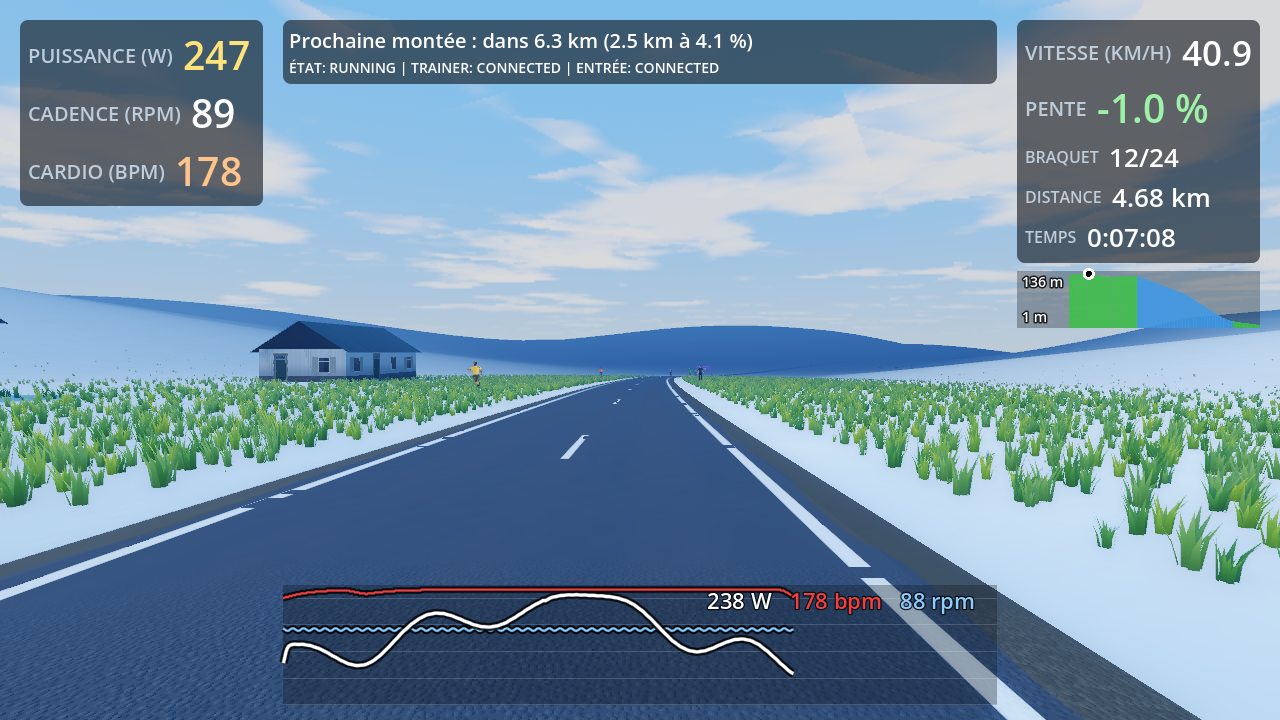 PUISSANCE (W) 247
CADENCE (RPM) 89
CARDIO (BPM) 178
Prochaine montée : dans 6.3 km (2.5 km à 4.1 %)
ÉTAT: RUNNING | TRAINER: CONNECTED | ENTRÉE: CONNECTED
VITESSE (KM/H) 40.9
PENTE -1.0 %
BRAQUET 12/24
DISTANCE 4.68 km
TEMPS 0:07:08
136 m
1 m
238 W 178 bpm 88 rpm